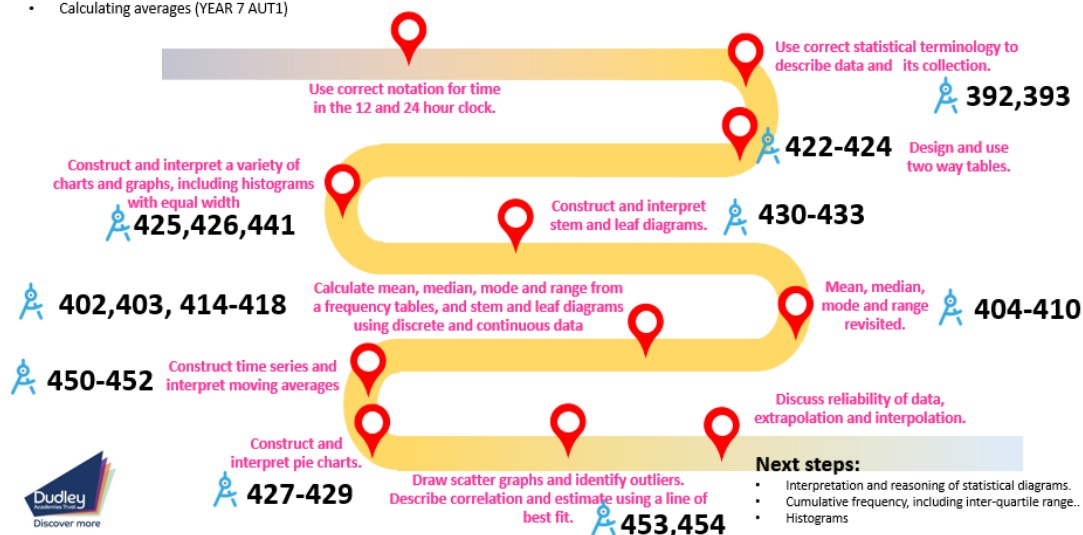 • Calculating averages (YEAR 7 AUT1)
Use correct notation for time
in the 12 and 24 hour clock.
Use correct statistical terminology to
describe data and its collection.
392,393
422-424
Design and use
two way tables.
Construct and interpret a variety of
charts and graphs, including histograms
with equal width
425,426,441
Construct and interpret
stem and leaf diagrams.
430-433
402,403, 414-418
Calculate mean, median, mode and range from
a frequency tables, and stem and leaf diagrams
using discrete and continuous data
Mean, median,
mode and range
revisited.
404-410
450-452
Construct time series and
interpret moving averages
Discuss reliability of data,
extrapolation and interpolation.
Construct and
interpret pie charts.
427-429
Draw scatter graphs and identify outliers.
Describe correlation and estimate using a line of
best fit.
453,454
Next steps:
• Interpretation and reasoning of statistical diagrams.
• Cumulative frequency, including inter-quartile range..
• Histograms
Dudley
Academies Trust
Discover more